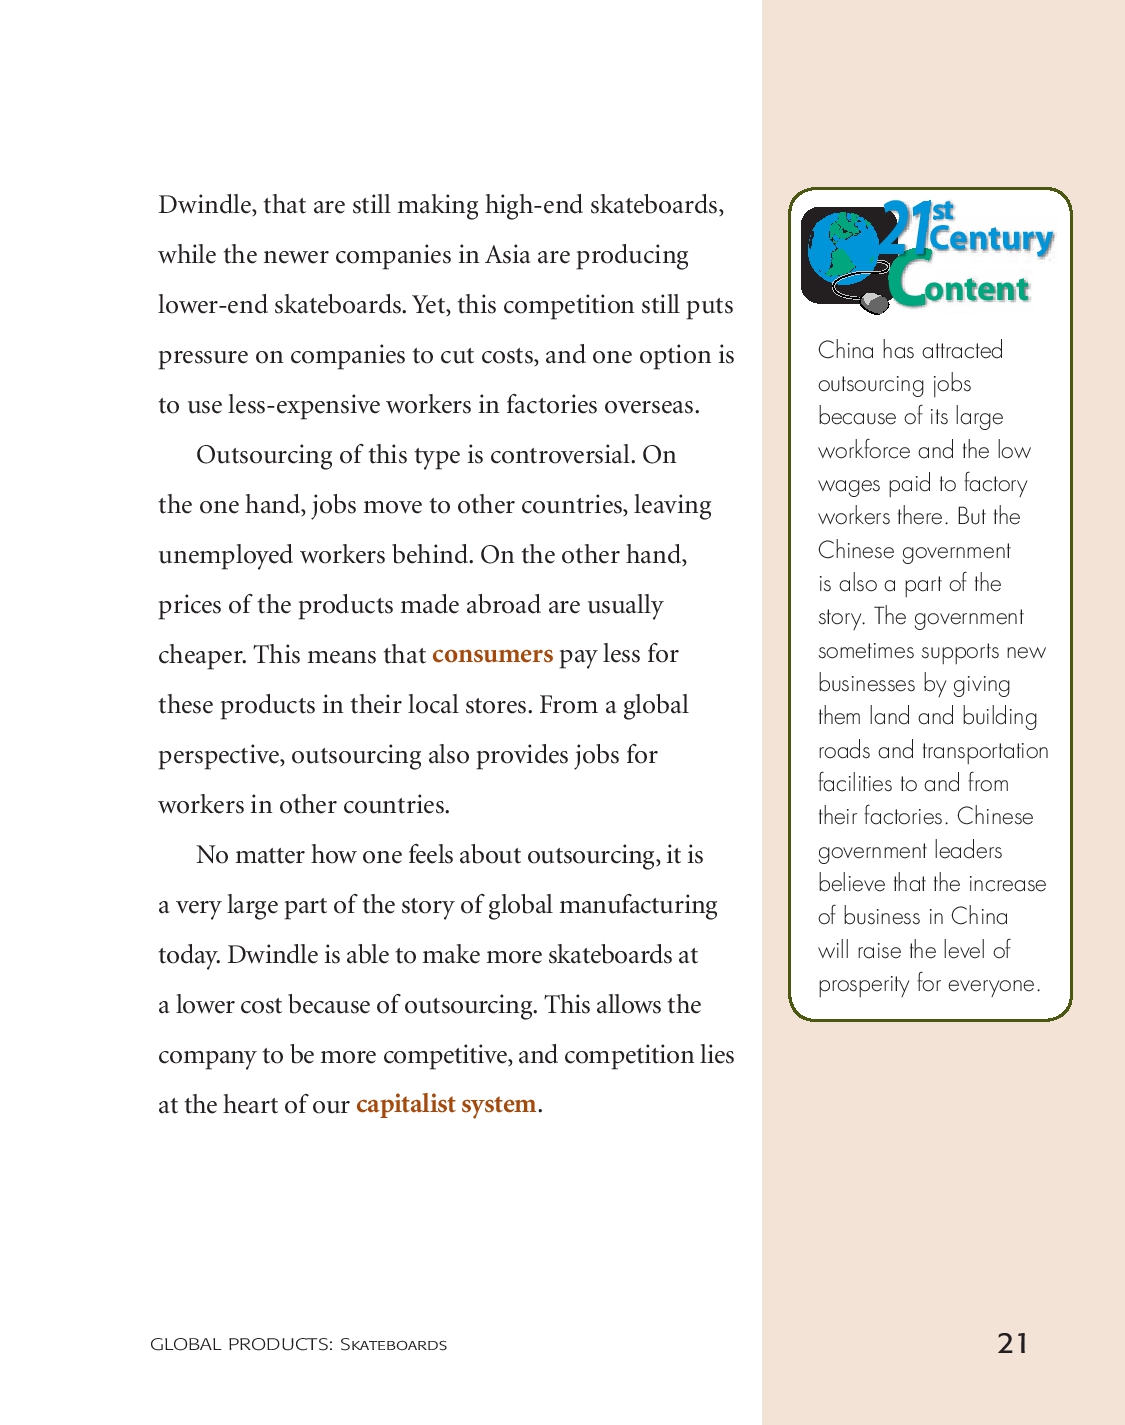 Dwindle, that are still making high-end skateboards,
while the newer companies in Asia are producing
lower-end skateboards. Yet, this competition still puts
pressure on companies to cut costs, and one option is
to use less-expensive workers in factories overseas.
Outsourcing of this type is controversial. On
the one hand, jobs move to other countries, leaving
unemployed workers behind. On the other hand,
prices of the products made abroad are usually
cheaper. This means that consumers pay less for
these products in their local stores. From a global
perspective, outsourcing also provides jobs for
workers in other countries.
No matter how one feels about outsourcing, it is
a very large part of the story of global manufacturing
today. Dwindle is able to make more skateboards at
a lower cost because of outsourcing. This allows the
company to be more competitive, and competition lies
at the heart of our capitalist system.
21st
Century
Content
China has attracted
outsourcing jobs
because of its large
workforce and the low
wages paid to factory
workers there. But the
Chinese government
is also a part of the
story. The government
sometimes supports new
businesses by giving
them land and building
roads and transportation
facilities to and from
their factories. Chinese
government leaders
believe that the increase
of business in China
will raise the level of
prosperity for everyone.
GLOBAL PRODUCTS: SKATEBOARDS
21